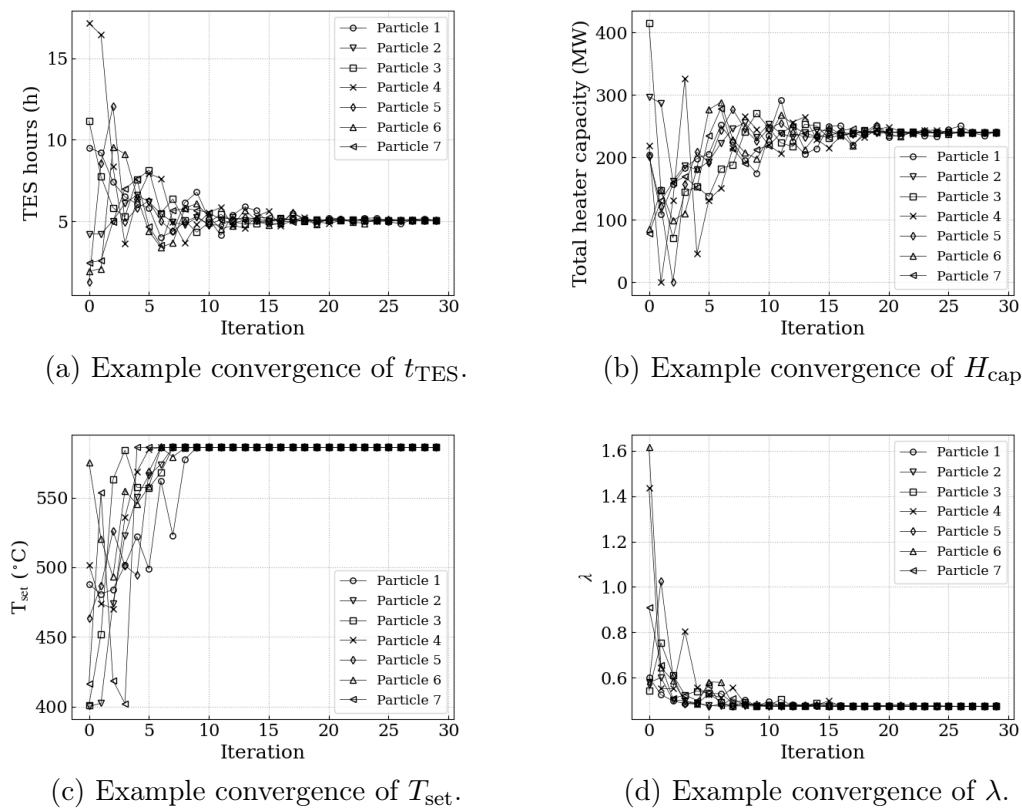 TES hours (h)
15
10
5
0
5
10
15
20
25
30
Iteration
Particle 1
Particle 2
Particle 3
Particle 4
Particle 5
Particle 6
Particle 7
(a) Example convergence of t_TES.
Total heater capacity (MW)
400
300
200
100
0
0
5
10
15
20
25
30
Iteration
Particle 1
Particle 2
Particle 3
Particle 4
Particle 5
Particle 6
Particle 7
(b) Example convergence of H_cap
T_set (°C)
550
500
450
400
0
5
10
15
20
25
30
Iteration
Particle 1
Particle 2
Particle 3
Particle 4
Particle 5
Particle 6
Particle 7
(c) Example convergence of T_set.
λ
1.6
1.4
1.2
1.0
0.8
0.6
0
5
10
15
20
25
30
Iteration
Particle 1
Particle 2
Particle 3
Particle 4
Particle 5
Particle 6
Particle 7
(d) Example convergence of λ.